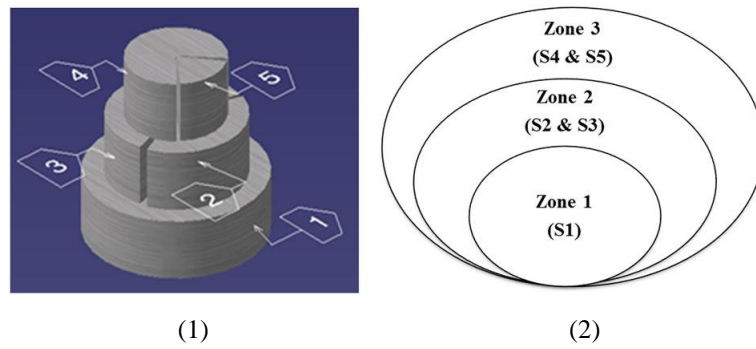 4
5
3
2
1
Zone 3
(S4 & S5)
Zone 2
(S2 & S3)
Zone 1
(S1)
(1)
(2)